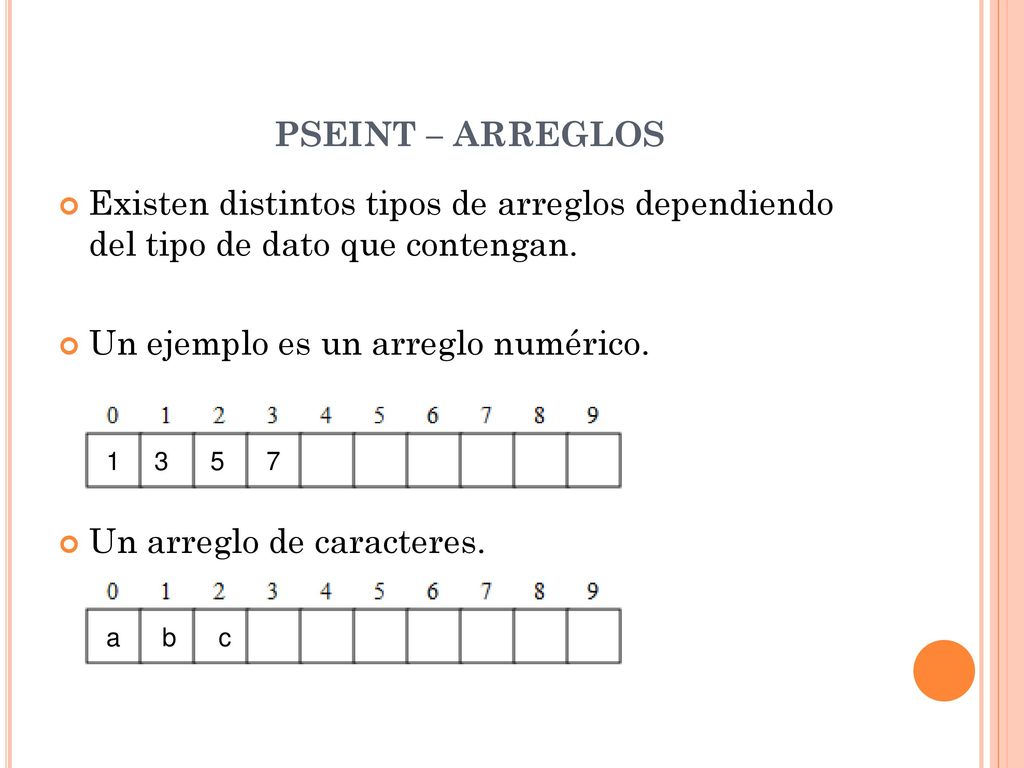 PSEINT – ARREGLOS
Existen distintos tipos de arreglos dependiendo
del tipo de dato que contengan.
Un ejemplo es un arreglo numérico.
0 1 2 3 4 5 6 7 8 9
1 3 5 7
Un arreglo de caracteres.
0 1 2 3 4 5 6 7 8 9
a b c